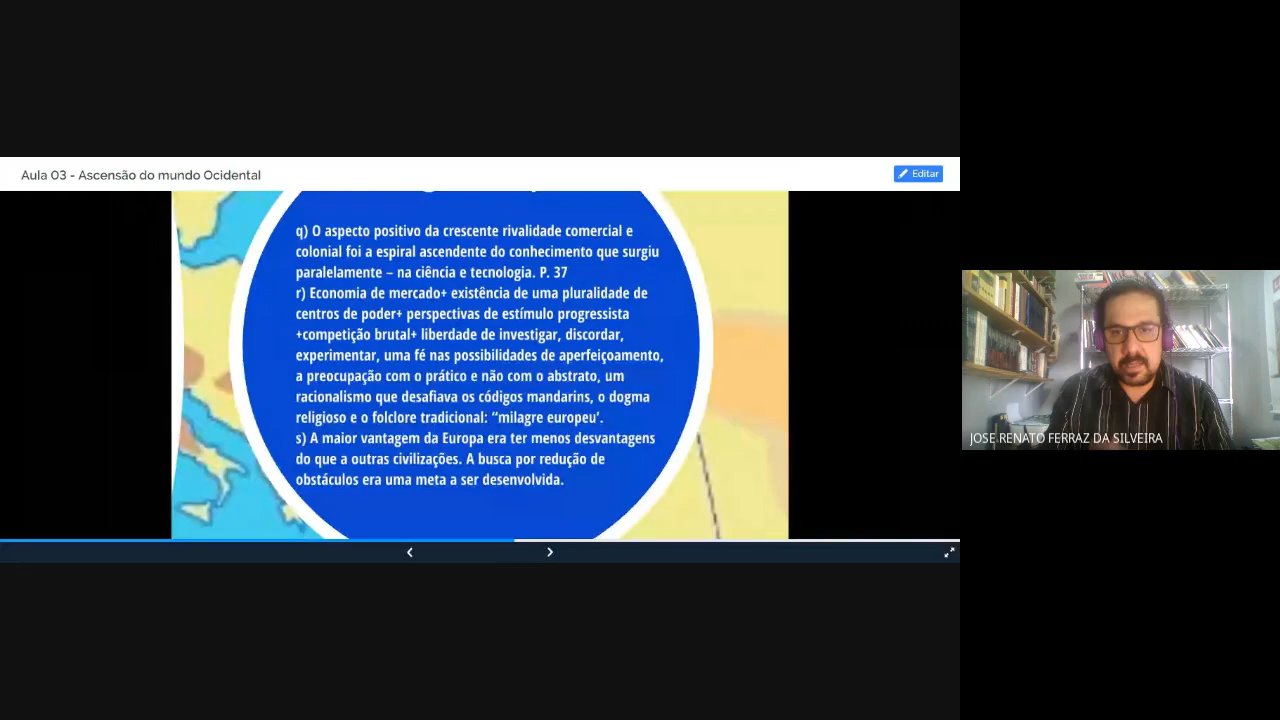 Aula 03 - Ascensão do mundo Ocidental
Editar
q) O aspecto positivo da crescente rivalidade comercial e
colonial foi a espiral ascendente do conhecimento que surgiu
paralelamente – na ciência e tecnologia. P. 37
r) Economia de mercado+ existência de uma pluralidade de
centros de poder+ perspectivas de estímulo progressista
+competição brutal+ liberdade de investigar, discordar,
experimentar, uma fé nas possibilidades de aperfeiçoamento,
a preocupação com o prático e não com o abstrato, um
racionalismo que desafiava os códigos mandarins, o dogma
religioso e o folclore tradicional: “milagre europeu’.
s) A maior vantagem da Europa era ter menos desvantagens
do que a outras civilizações. A busca por redução de
obstáculos era uma meta a ser desenvolvida.
JOSE RENATO FERRAZ DA SILVEIRA